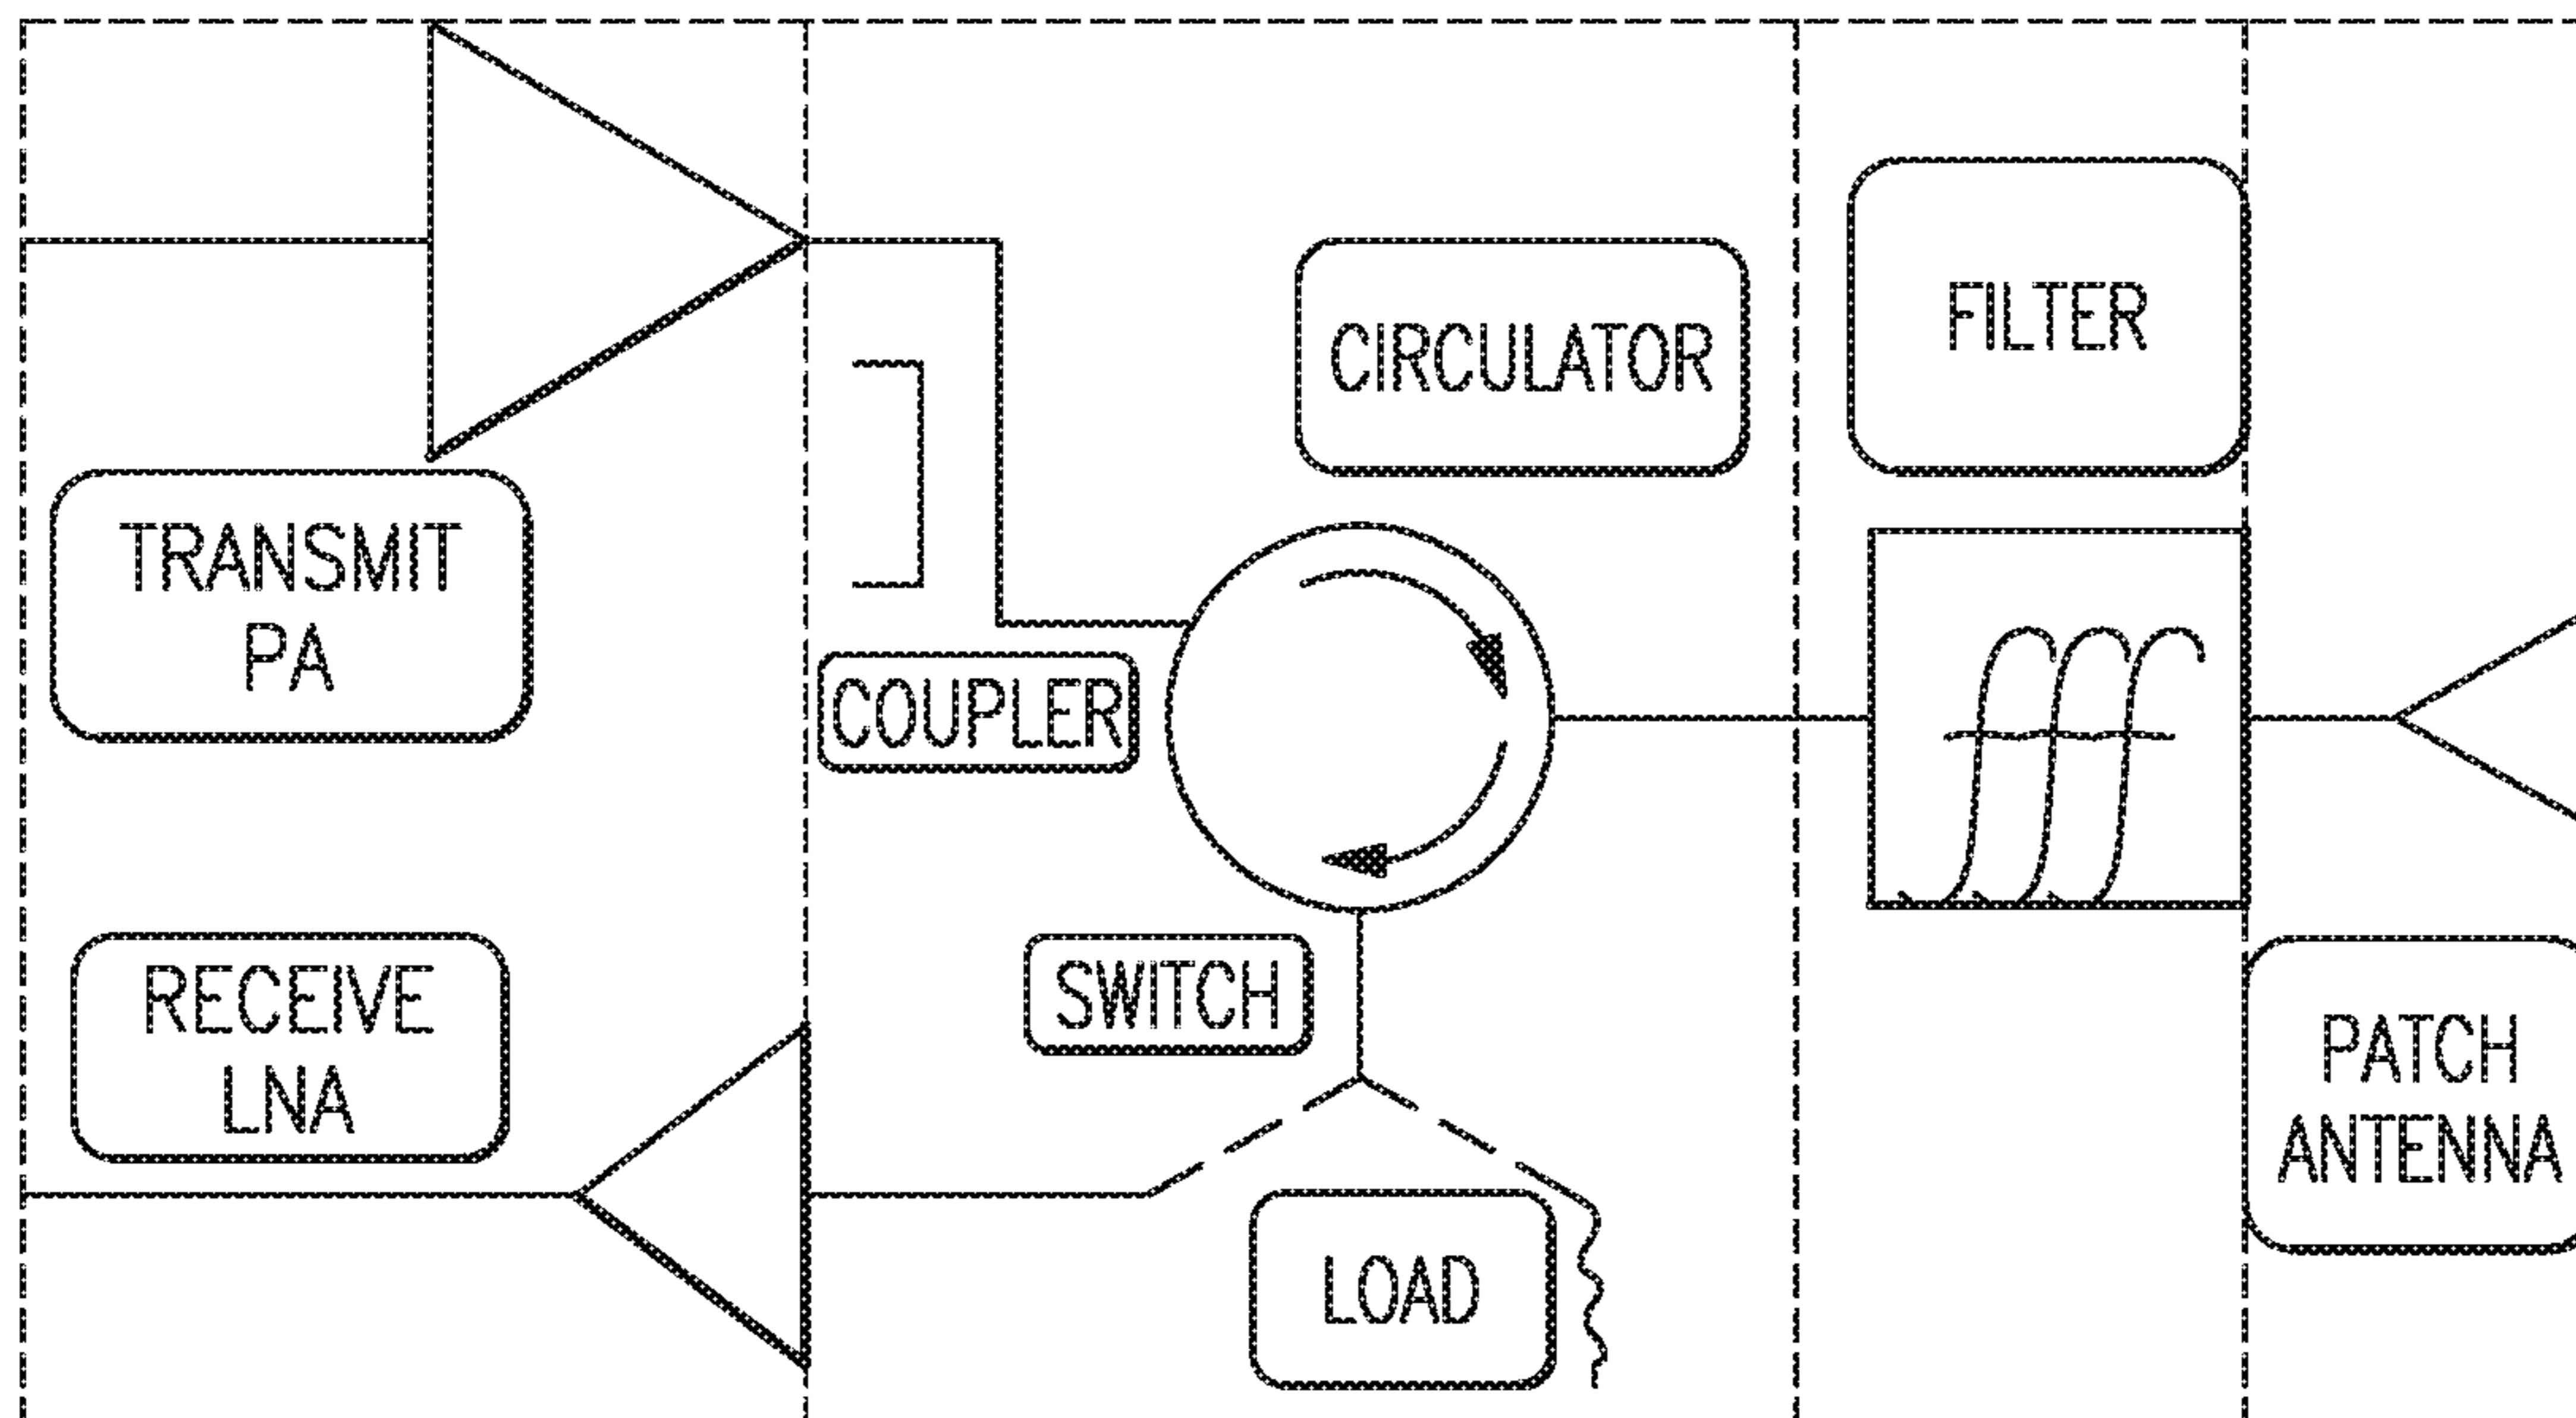 FILTER
CIRCULATOR
TRANSMIT
PA
COUPLER
RECEIVE
LNA
SWITCH
PATCH
ANTENNA
LOAD